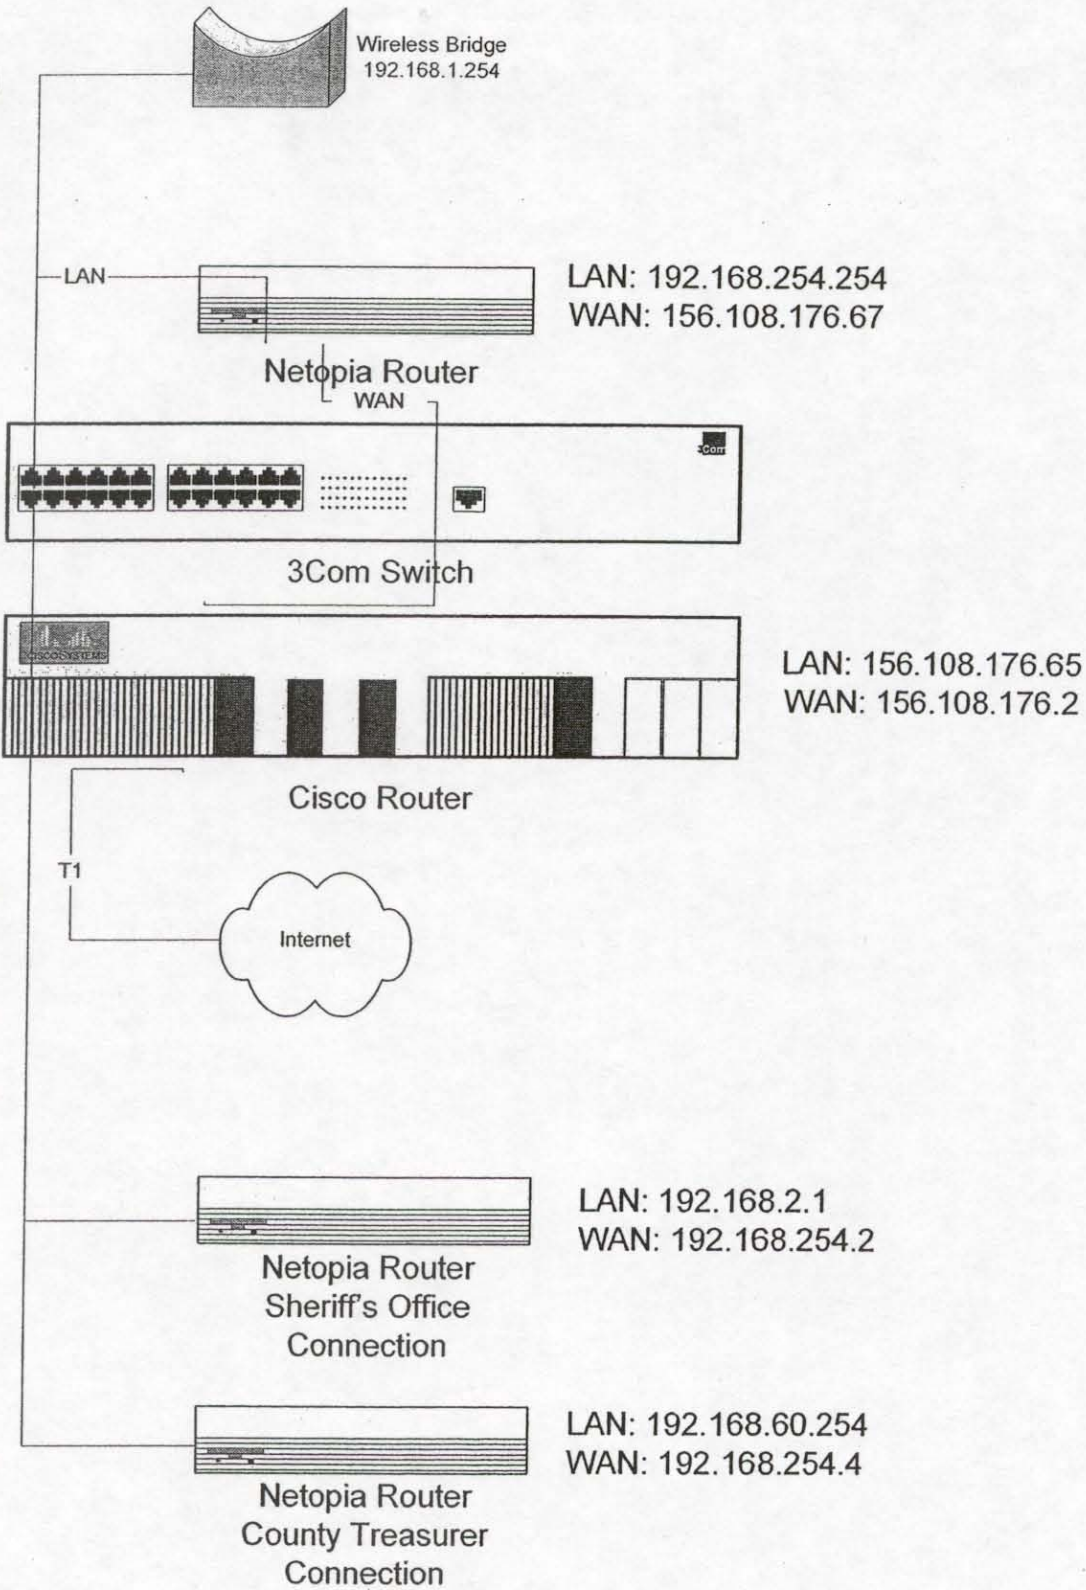 Wireless Bridge
192.168.1.254
LAN
LAN: 192.168.254.254
WAN: 156.108.176.67
Netopia Router
WAN
3Com
3Com Switch
CISCO SYSTEMS
LAN: 156.108.176.65
WAN: 156.108.176.2
Cisco Router
T1
Internet
LAN: 192.168.2.1
WAN: 192.168.254.2
Netopia Router
Sheriff's Office
Connection
LAN: 192.168.60.254
WAN: 192.168.254.4
Netopia Router
County Treasurer
Connection